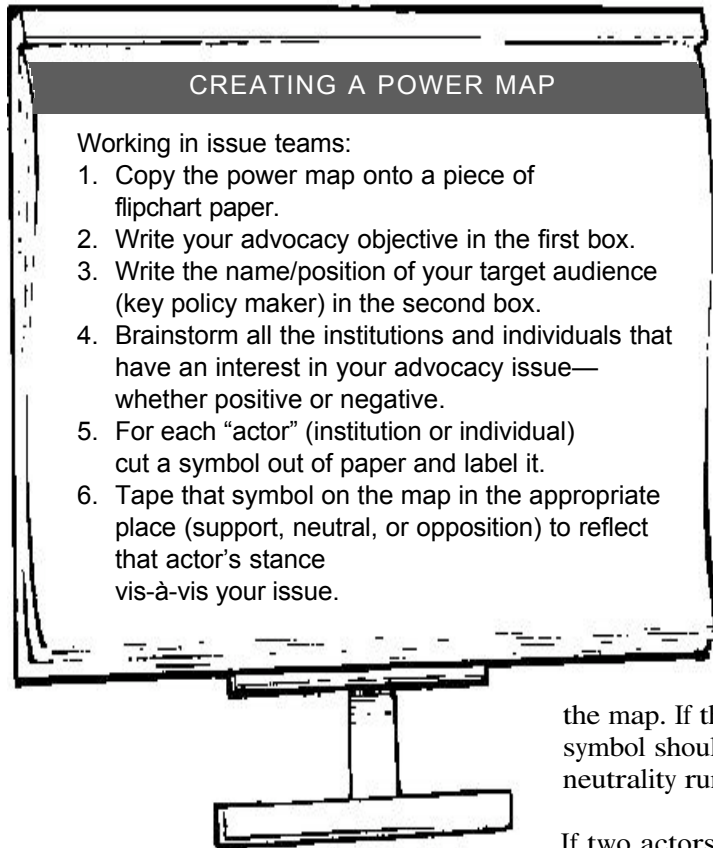 CREATING A POWER MAP
Working in issue teams:
1. Copy the power map onto a piece of
flipchart paper.
2. Write your advocacy objective in the first box.
3. Write the name/position of your target audience
(key policy maker) in the second box.
4. Brainstorm all the institutions and individuals that
have an interest in your advocacy issue—
whether positive or negative.
5. For each “actor” (institution or individual)
cut a symbol out of paper and label it.
6. Tape that symbol on the map in the appropriate
place (support, neutral, or opposition) to reflect
that actor’s stance
vis-à-vis your issue.
the map. If
symbol
neutrality
If two actors